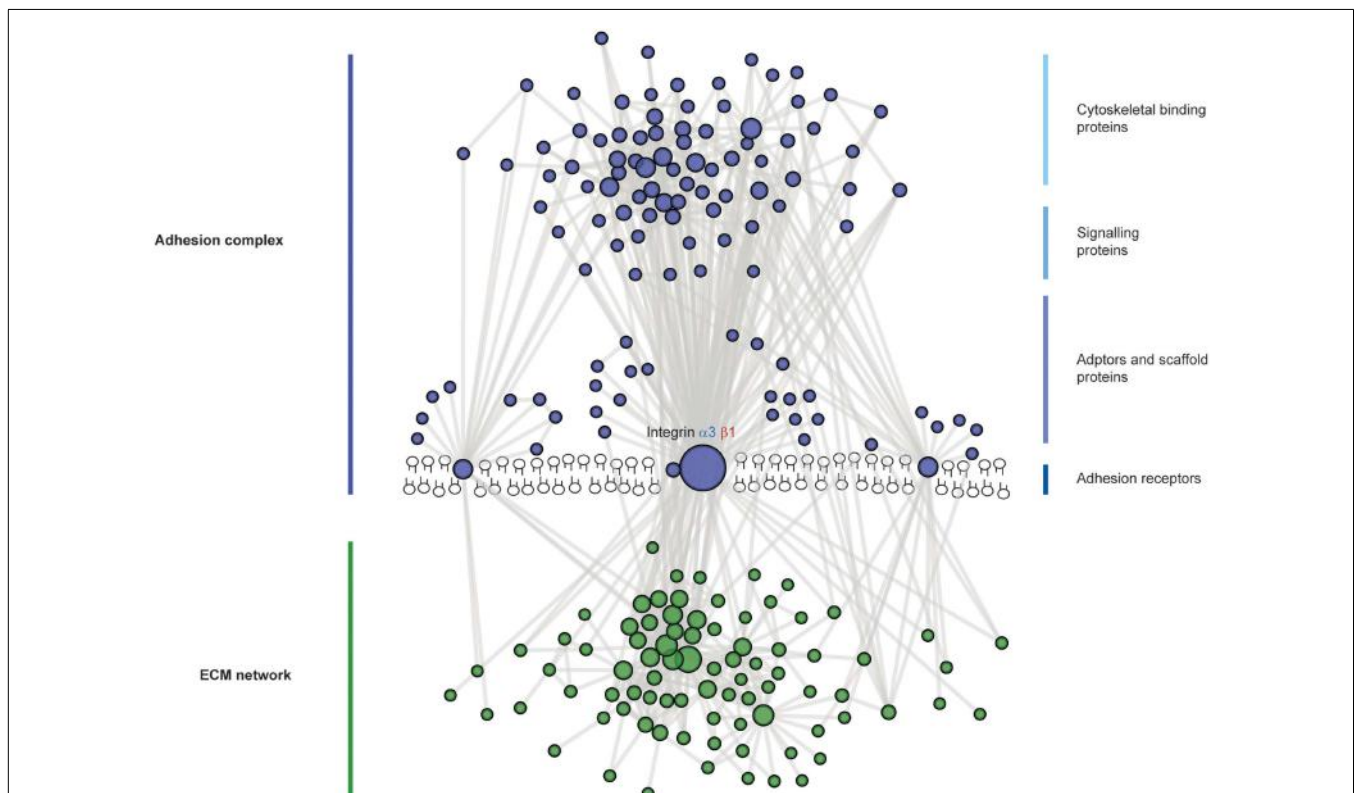 Cytoskeletal binding
proteins
Adhesion complex
Signalling
proteins
Adptors and scaffold
proteins
Integrin α3 β1
Adhesion receptors
ECM network